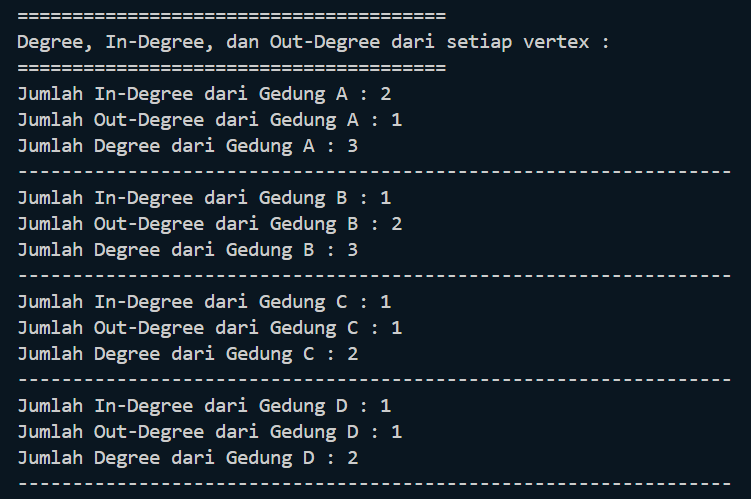 =======================================
Degree, In-Degree, dan Out-Degree dari setiap vertex :
=======================================
Jumlah In-Degree dari Gedung A : 2
Jumlah Out-Degree dari Gedung A : 1
Jumlah Degree dari Gedung A : 3
-----------------------------------------------------------------
Jumlah In-Degree dari Gedung B : 1
Jumlah Out-Degree dari Gedung B : 2
Jumlah Degree dari Gedung B : 3
-----------------------------------------------------------------
Jumlah In-Degree dari Gedung C : 1
Jumlah Out-Degree dari Gedung C : 1
Jumlah Degree dari Gedung C : 2
-----------------------------------------------------------------
Jumlah In-Degree dari Gedung D : 1
Jumlah Out-Degree dari Gedung D : 1
Jumlah Degree dari Gedung D : 2
-----------------------------------------------------------------